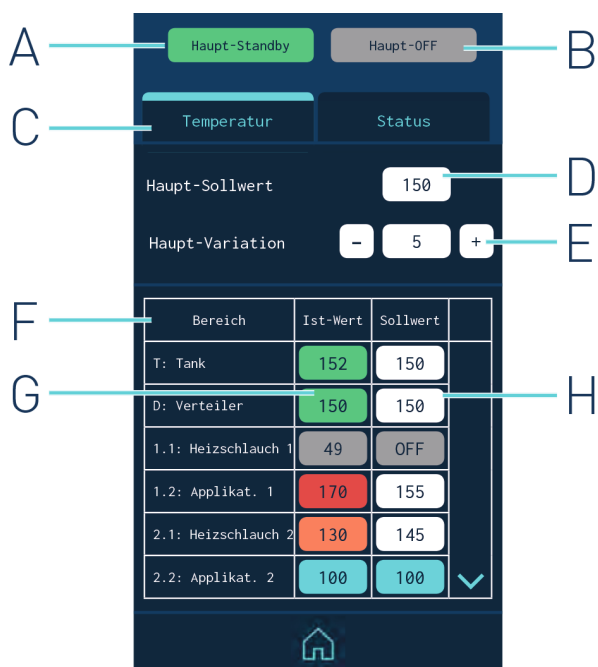 A Haupt-Standby Haupt-OFF B
C Temperatur Status
Haupt-Sollwert 150 D
Haupt-Variation - 5 + E
F Bereich Ist-Wert Sollwert
T: Tank 152 150
G D: Verteiler 150 150 H
1.1: Heizschlauch 1 49 OFF
1.2: Applikat. 1 170 155
2.1: Heizschlauch 2 130 145
2.2: Applikat. 2 100 100